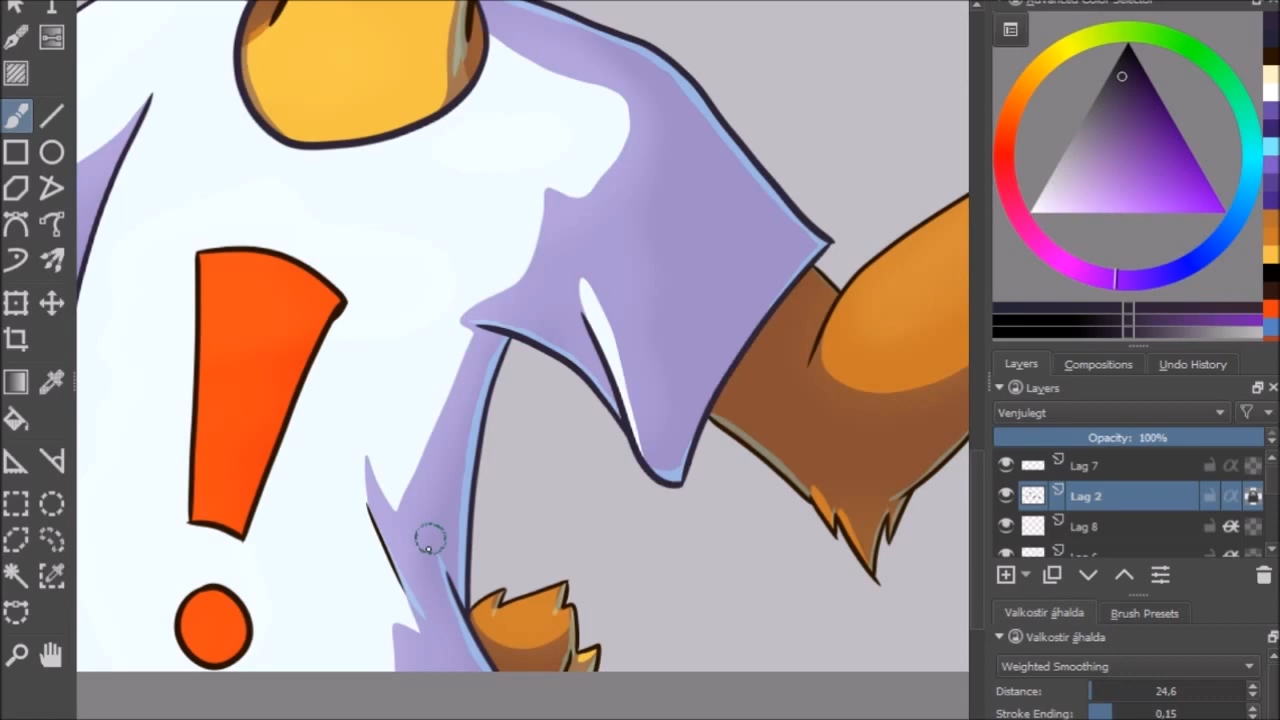 Advanced Color Selector
Layers Compositions Undo History
Layers
Venjulegt
Opacity: 100%
Lag 7
Lag 2
Lag 8
Valkostir áhalda Brush Presets
Valkostir áhalda
Weighted Smoothing
Distance: 24,6
Stroke Ending: 0,15